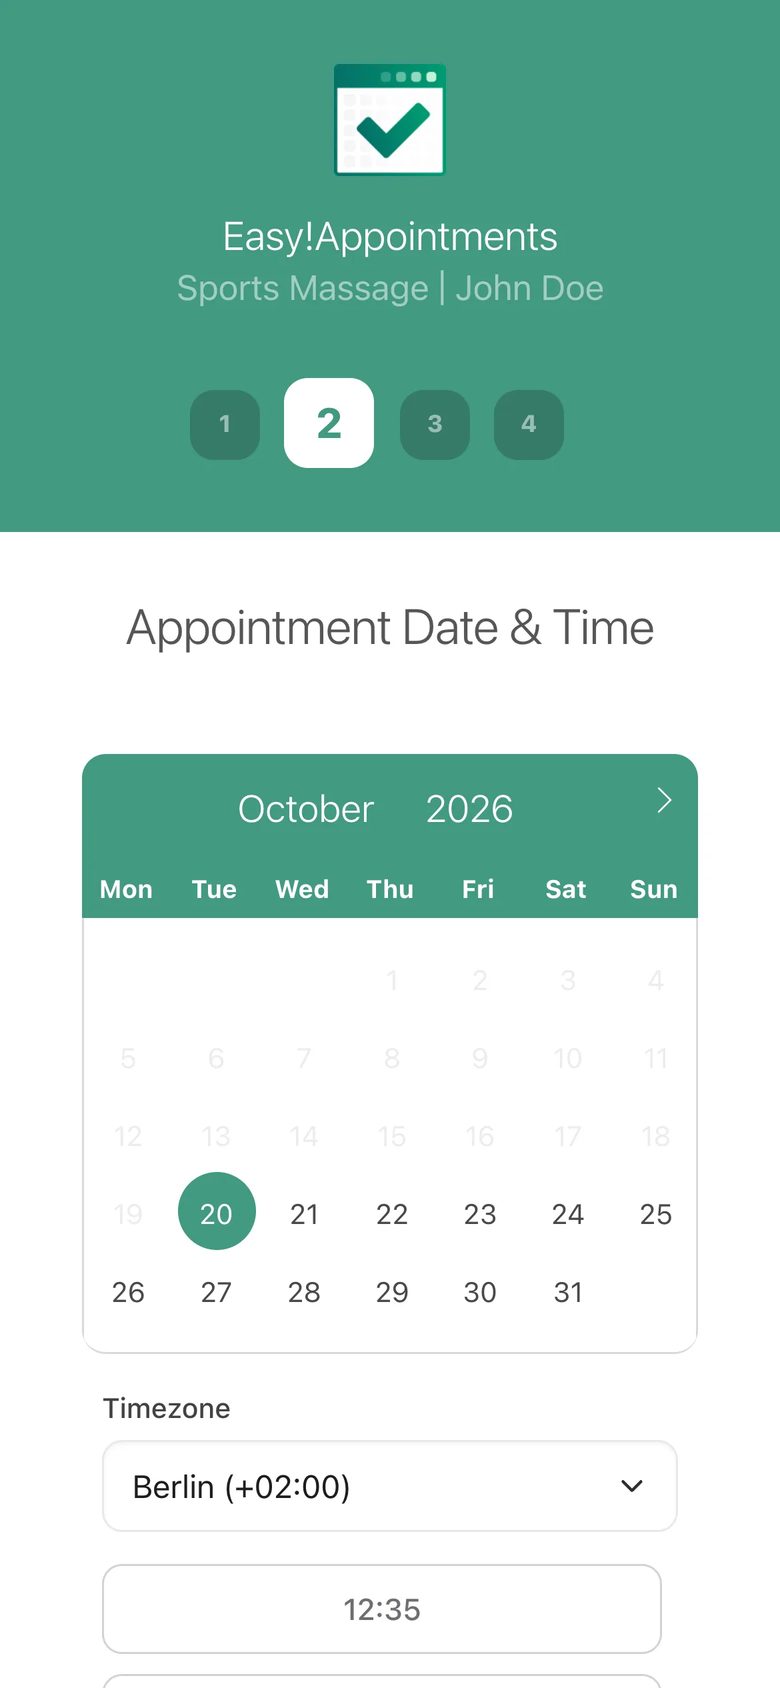 Easy!Appointments
Sports Massage | John Doe
1 2 3 4
Appointment Date & Time
October 2026
Mon Tue Wed Thu Fri Sat Sun
1 2 3 4
5 6 7 8 9 10 11
12 13 14 15 16 17 18
19 20 21 22 23 24 25
26 27 28 29 30 31
Timezone
Berlin (+02:00)
12:35